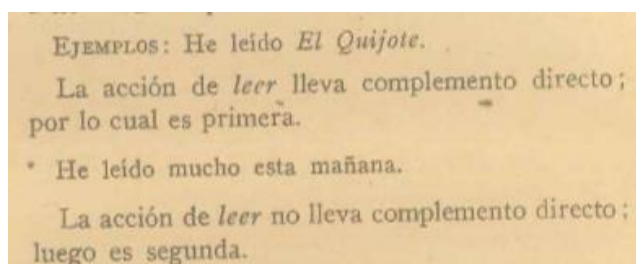 EJEMPLOS: He leído El Quijote.
La acción de leer lleva complemento directo;
por lo cual es primera.
He leído mucho esta mañana.
La acción de leer no lleva complemento directo;
luego es segunda.